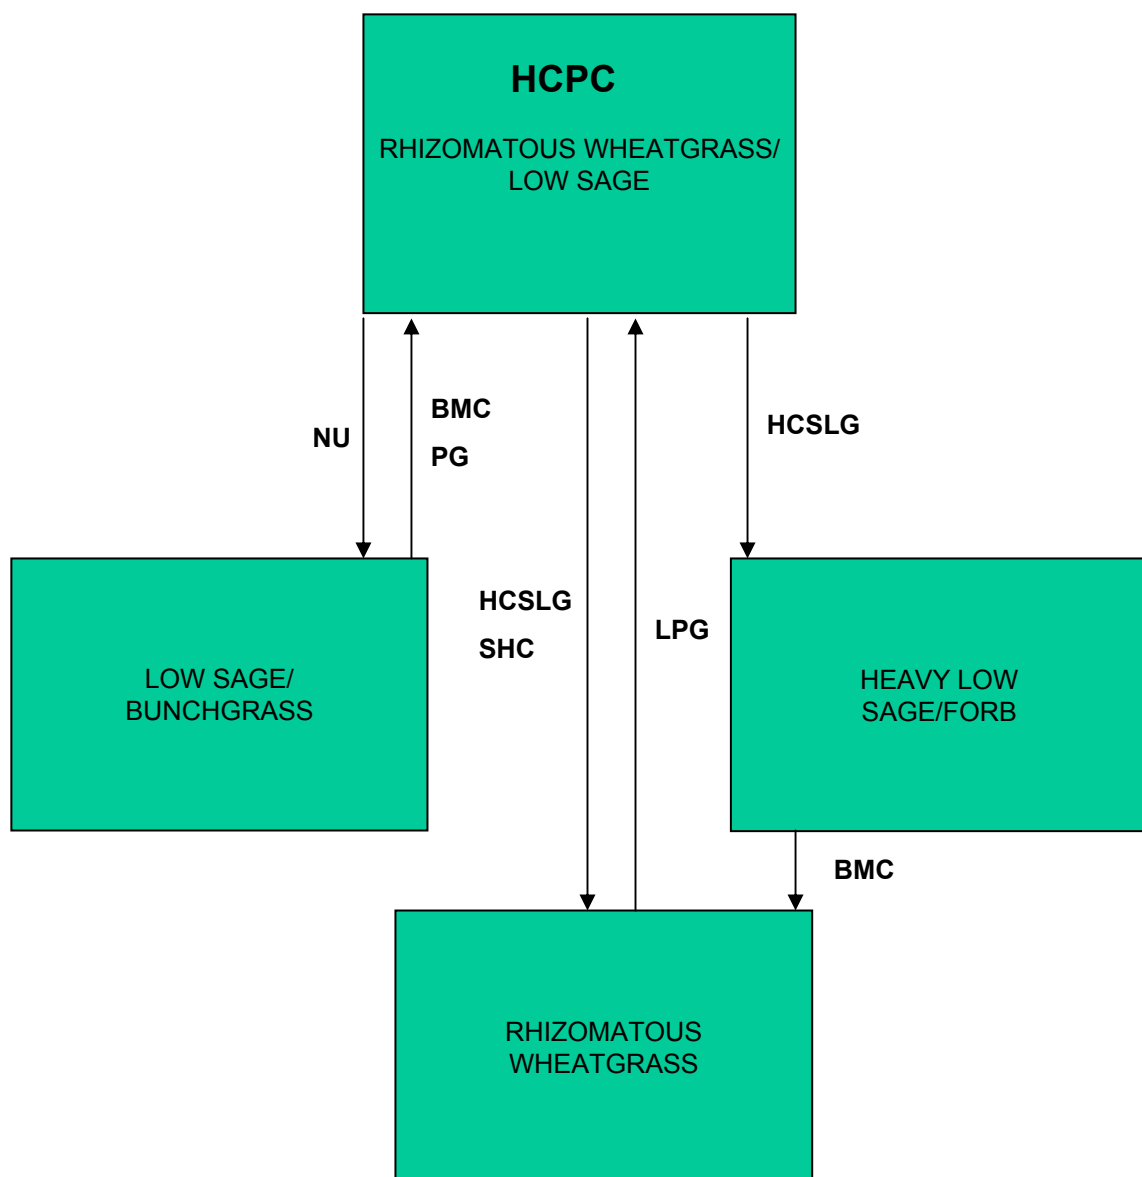 HCPC
RHIZOMATOUS WHEATGRASS/
LOW SAGE
NU
BMC
PG
HCSLG
HCSLG
SHC
LPG
LOW SAGE/
BUNCHGRASS
HEAVY LOW
SAGE/FORB
BMC
RHIZOMATOUS
WHEATGRASS